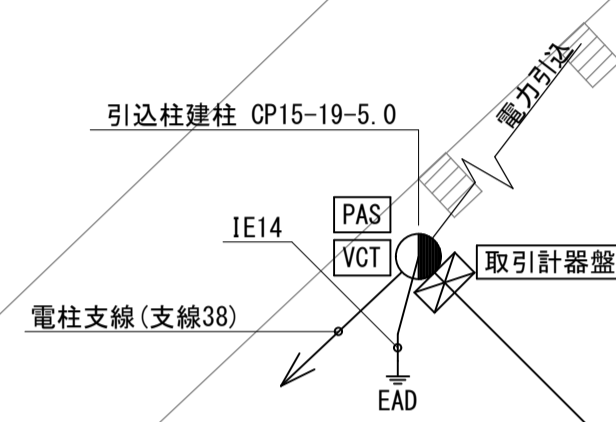 電力引込
引込柱建柱 CP15-19-5.0
PAS
IE14
VCT
取引計器盤
電柱支線(支線38)
EAD